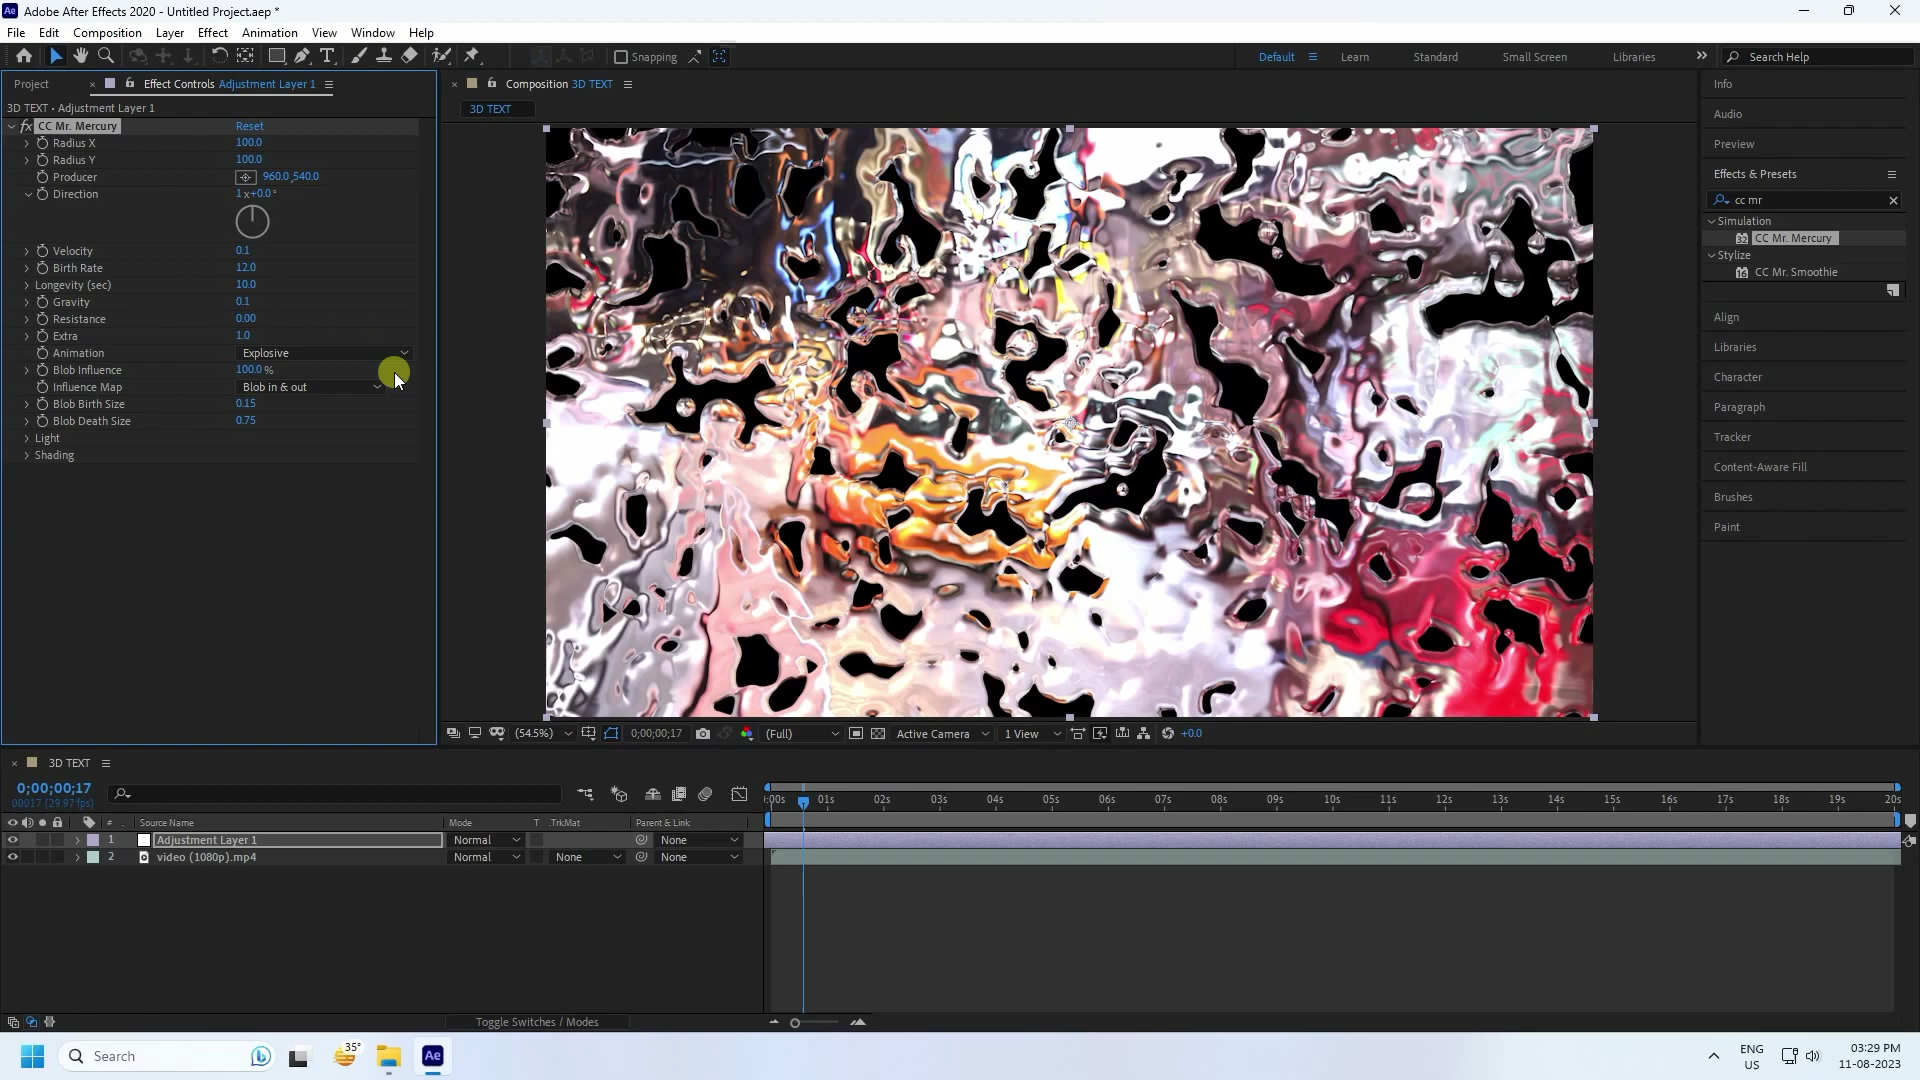 Adobe After Effects 2020 - Untitled Project.aep *
File Edit Composition Layer Effect Animation View Window Help
Snapping
Default Learn Standard Small Screen Libraries Search Help
Project
Effect Controls Adjustment Layer 1
3D TEXT • Adjustment Layer 1
fx CC Mr. Mercury Reset
Radius X 100.0
Radius Y 100.0
Producer 960.0 ,540.0
Direction 1 x +0.0 °
Velocity 0.1
Birth Rate 12.0
Longevity (sec) 10.0
Gravity 0.1
Resistance 0.00
Extra 1.0
Animation Explosive
Blob Influence 100.0 %
Influence Map Blob in & out
Blob Birth Size 0.15
Blob Death Size 0.75
Light
Shading
Composition 3D TEXT
3D TEXT
(54.5%) 0;00;00;17 (Full) Active Camera 1 View +0.0
Info
Audio
Preview
Effects & Presets
cc mr
Simulation
32 CC Mr. Mercury
Stylize
16 CC Mr. Smoothie
Align
Libraries
Character
Paragraph
Tracker
Content-Aware Fill
Brushes
Paint
3D TEXT
0;00;00;17
00017 (29.97 fps)
# Source Name Mode T .TrkMat Parent & Link
1 Adjustment Layer 1 Normal None
2 video (1080p).mp4 Normal None None
:00s 01s 02s 03s 04s 05s 06s 07s 08s 09s 10s 11s 12s 13s 14s 15s 16s 17s 18s 19s 20s
Toggle Switches / Modes
Search
35°
Ae
ENG
US
03:29 PM
11-08-2023